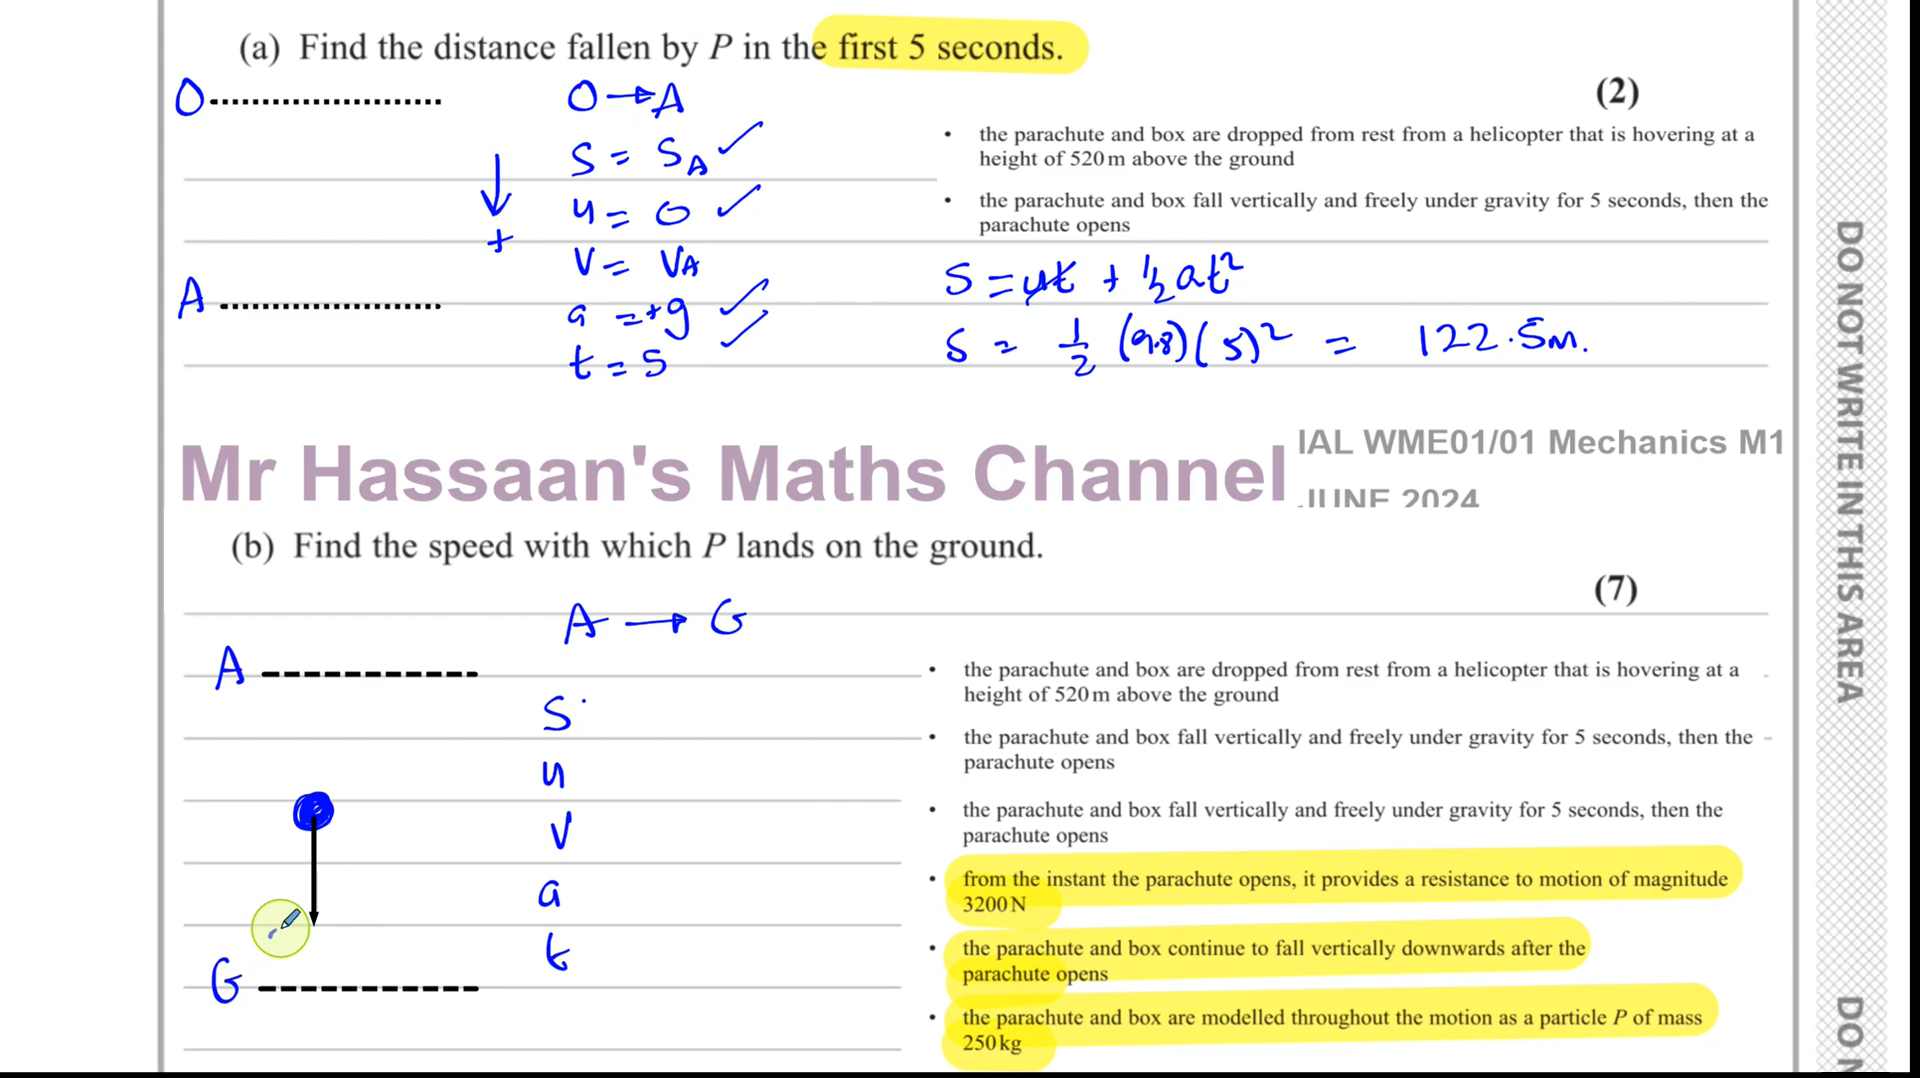 (a) Find the distance fallen by P in the first 5 seconds.
(2)
O
O → A
• the parachute and box are dropped from rest from a helicopter that is hovering at a
height of 520 m above the ground
S = S_A ✓
u = 0 ✓
• the parachute and box fall vertically and freely under gravity for 5 seconds, then the
parachute opens
+
V = V_A
A
a = +g ✓
t = 5 ✓
S = ut + ½ at²
S = ½ (9.8)(5)² = 122.5m.
Mr Hassaan's Maths Channel
IAL WME01/01 Mechanics M1
JUNE 2024
(b) Find the speed with which P lands on the ground.
(7)
A → G
A
S
u
V
a
t
G
• the parachute and box are dropped from rest from a helicopter that is hovering at a
height of 520 m above the ground
• the parachute and box fall vertically and freely under gravity for 5 seconds, then the
parachute opens
• the parachute and box fall vertically and freely under gravity for 5 seconds, then the
parachute opens
• from the instant the parachute opens, it provides a resistance to motion of magnitude
3200 N
• the parachute and box continue to fall vertically downwards after the
parachute opens
• the parachute and box are modelled throughout the motion as a particle P of mass
250 kg
DO NOT WRITE IN THIS AREA
DO N